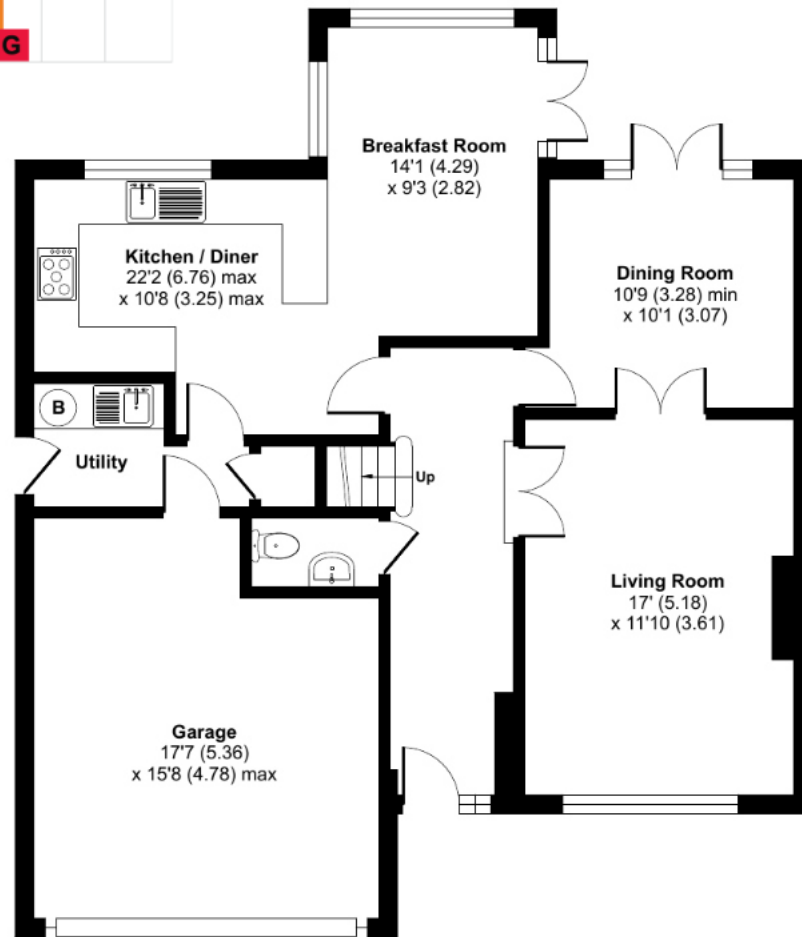 G
Breakfast Room
14'1 (4.29)
x 9'3 (2.82)
Kitchen / Diner
22'2 (6.76) max
x 10'8 (3.25) max
Dining Room
10'9 (3.28) min
x 10'1 (3.07)
B
Utility
Up
Living Room
17' (5.18)
x 11'10 (3.61)
Garage
17'7 (5.36)
x 15'8 (4.78) max